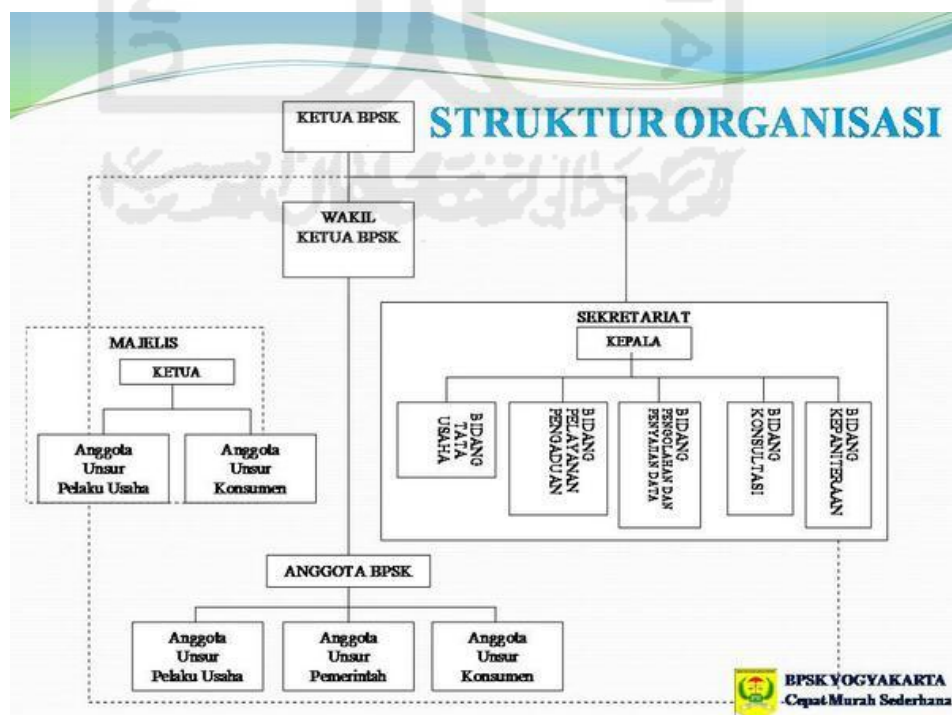 KETUA BPSK
STRUKTUR ORGANISASI
WAKIL
KETUA BPSK
SEKRETARIAT
KEPALA
MAJELIS
KETUA
Anggota
Unsur
Pelaku Usaha
Anggota
Unsur
Konsumen
BIDANG
TATA
USAHA
BIDANG
PELAYANAN
PENGADUAN
BIDANG
PENGOLAHAN DAN
PENYAJIAN DATA
BIDANG
KONSULTASI
BIDANG
KEPANITERAAN
ANGGOTA BPSK
Anggota
Unsur
Pelaku Usaha
Anggota
Unsur
Pemerintah
Anggota
Unsur
Konsumen
BPSK YOGYAKARTA
Cepat Murah Sederhana